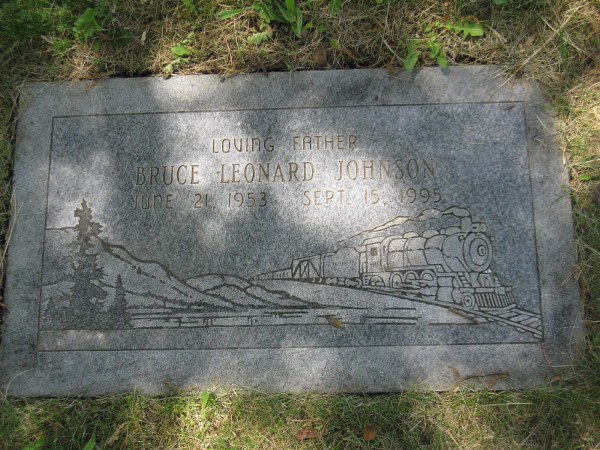 LOVING FATHER
BRUCE LEONARD JOHNSON
JUNE 21, 1953 SEPT. 15, 1995